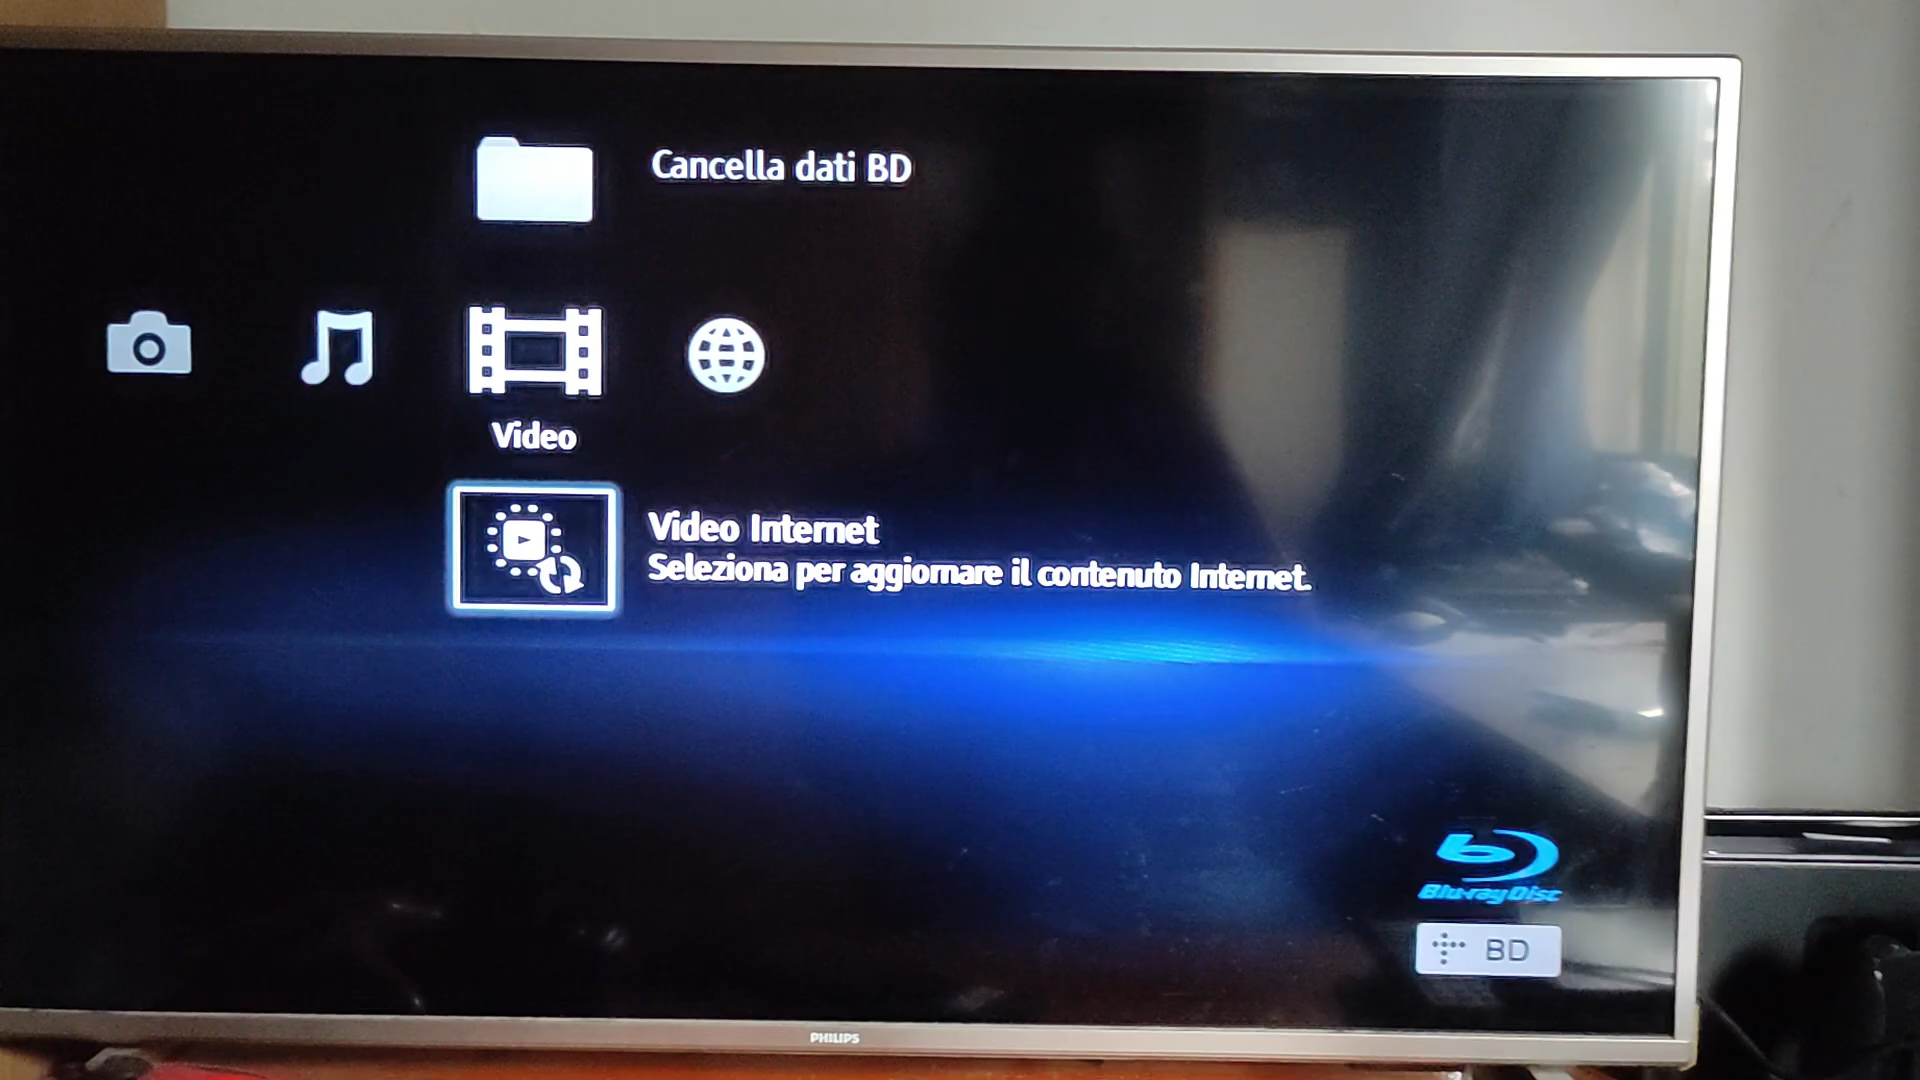 Cancella dati BD
Video
Video Internet
Seleziona per aggiornare il contenuto Internet.
Blu-ray Disc
BD
PHILIPS